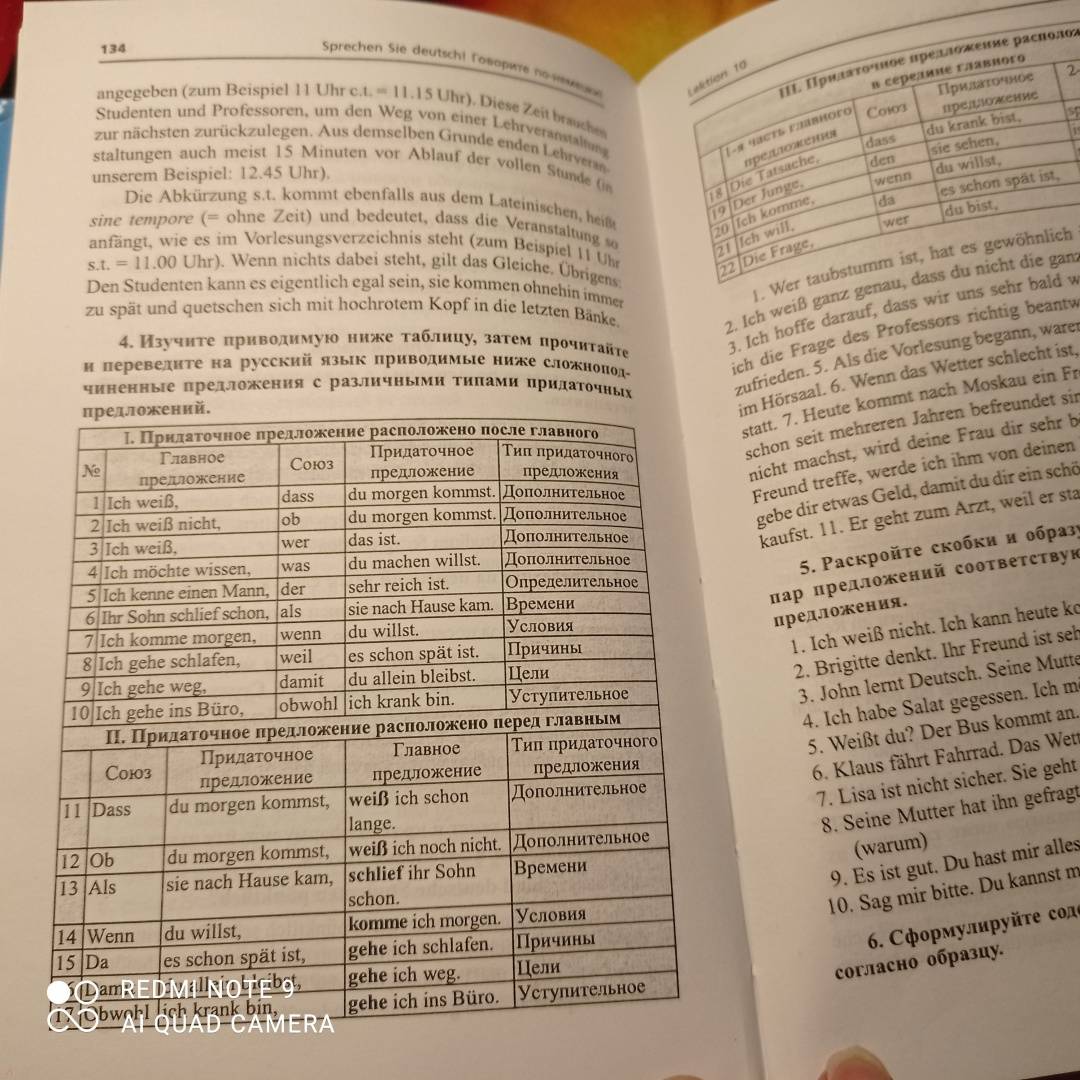 134
Sprechen Sie deutsch! Говорите по-немецки
angegeben (zum Beispiel 11 Uhr c.t. = 11.15 Uhr). Diese Zeit brauchen
Studenten und Professoren, um den Weg von einer Lehrveranstaltung
zur nächsten zurückzulegen. Aus demselben Grunde enden Lehrveran-
staltungen auch meist 15 Minuten vor Ablauf der vollen Stunde (in
unserem Beispiel: 12.45 Uhr).
Die Abkürzung s.t. kommt ebenfalls aus dem Lateinischen, heißt
sine tempore (= ohne Zeit) und bedeutet, dass die Veranstaltung so
anfängt, wie es im Vorlesungsverzeichnis steht (zum Beispiel 11 Uhr
s.t. = 11.00 Uhr). Wenn nichts dabei steht, gilt das Gleiche. Übrigens:
Den Studenten kann es eigentlich egal sein, sie kommen ohnehin immer
zu spät und quetschen sich mit hochrotem Kopf in die letzten Bänke.
4. Изучите приводимую ниже таблицу, затем прочитайте
и переведите на русский язык приводимые ниже сложнопод-
чиненные предложения с различными типами придаточных
предложений.
I. Придаточное предложение расположено после главного
№ Главное предложение Союз Придаточное предложение Тип придаточного предложения
1 Ich weiß, dass du morgen kommst. Дополнительное
2 Ich weiß nicht, ob du morgen kommst. Дополнительное
3 Ich weiß, wer das ist. Дополнительное
4 Ich möchte wissen, was du machen willst. Дополнительное
5 Ich kenne einen Mann, der sehr reich ist. Определительное
6 Ihr Sohn schlief schon, als sie nach Hause kam. Времени
7 Ich komme morgen, wenn du willst. Условия
8 Ich gehe schlafen, weil es schon spät ist. Причины
9 Ich gehe weg, damit du allein bleibst. Цели
10 Ich gehe ins Büro, obwohl ich krank bin. Уступительное
II. Придаточное предложение расположено перед главным
Союз Придаточное предложение Главное предложение Тип придаточного предложения
11 Dass du morgen kommst, weiß ich schon lange. Дополнительное
12 Ob du morgen kommst, weiß ich noch nicht. Дополнительное
13 Als sie nach Hause kam, schlief ihr Sohn schon. Времени
14 Wenn du willst, komme ich morgen. Условия
15 Da es schon spät ist, gehe ich schlafen. Причины
gehe ich weg. Цели
Obwohl ich krank bin, gehe ich ins Büro. Уступительное
REDMI NOTE 9
AI QUAD CAMERA
Lektion 10
III. Придаточное предложение располож
в середине главного
1-я часть главного предложения Союз Придаточное предложение 2-
18 Die Tatsache, dass du krank bist,
19 Der Junge, den sie sehen,
20 Ich komme, wenn du willst,
21 Ich will, da es schon spät ist,
22 Die Frage, wer du bist,
1. Wer taubstumm ist, hat es gewöhnlich
2. Ich weiß ganz genau, dass du nicht die ganz
3. Ich hoffe darauf, dass wir uns sehr bald w
ich die Frage des Professors richtig beantw
zufrieden. 5. Als die Vorlesung begann, waren
im Hörsaal. 6. Wenn das Wetter schlecht ist,
statt. 7. Heute kommt nach Moskau ein Fre
schon seit mehreren Jahren befreundet sin
nicht machst, wird deine Frau dir sehr b
Freund treffe, werde ich ihm von deinen
gebe dir etwas Geld, damit du dir ein schö
kaufst. 11. Er geht zum Arzt, weil er sta
5. Раскройте скобки и образу
пар предложений соответствую
предложения.
1. Ich weiß nicht. Ich kann heute ko
2. Brigitte denkt. Ihr Freund ist seh
3. John lernt Deutsch. Seine Mutte
4. Ich habe Salat gegessen. Ich mö
5. Weißt du? Der Bus kommt an.
6. Klaus fährt Fahrrad. Das Wett
7. Lisa ist nicht sicher. Sie geht
8. Seine Mutter hat ihn gefragt
(warum)
9. Es ist gut. Du hast mir alles
10. Sag mir bitte. Du kannst m
6. Сформулируйте соде
согласно образцу.